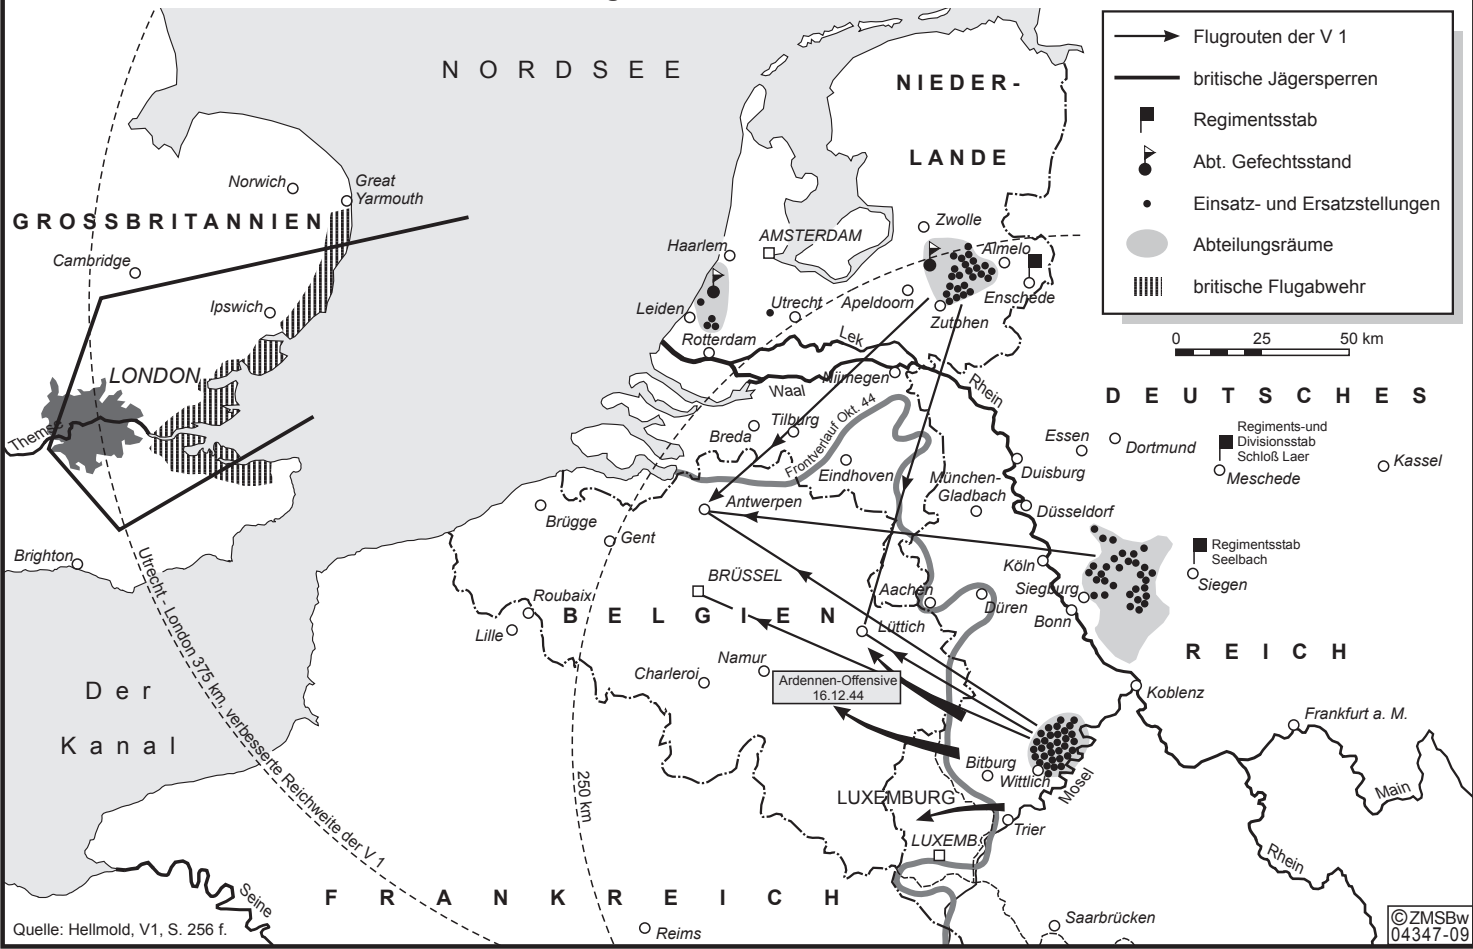 NORDSEE
NIEDER-
LANDE
Flugrouten der V 1
britische Jägersperren
Regimentsstab
Abt. Gefechtsstand
Einsatz- und Ersatzstellungen
Abteilungsräume
britische Flugabwehr
0 25 50 km
Norwich
Great
Yarmouth
GROSSBRITANNIEN
Cambridge
Ipswich
LONDON
Themse
Brighton
Zwolle
AMSTERDAM
Haarlem
Almelo
Leiden
Utrecht
Apeldoorn
Enschede
Zutphen
Rotterdam
Lek
Waal
Nijmegen
Rhein
Tilburg
Breda
Frontverlauf Okt. 44
Eindhoven
DEUTSCHES
Essen
Dortmund
Regiments-und
Divisionsstab
Schloß Laer
Meschede
Kassel
Duisburg
München-
Gladbach
Antwerpen
Düsseldorf
Brügge
Gent
Regimentsstab
Seelbach
Siegen
Köln
Siegburg
Bonn
BRÜSSEL
Aachen
Düren
Roubaix
Lille
BELGIEN
Lüttich
REICH
Namur
Charleroi
Ardennen-Offensive
16.12.44
Koblenz
Frankfurt a. M.
Der
Kanal
Utrecht - London 375 km, verbesserte Reichweite der V 1
250 km
Bitburg
Wittlich
Mosel
Main
LUXEMBURG
Trier
LUXEMB.
Rhein
FRANKREICH
Seine
Saarbrücken
Reims
Quelle: Hellmold, V1, S. 256 f.
©ZMSBw
04347-09